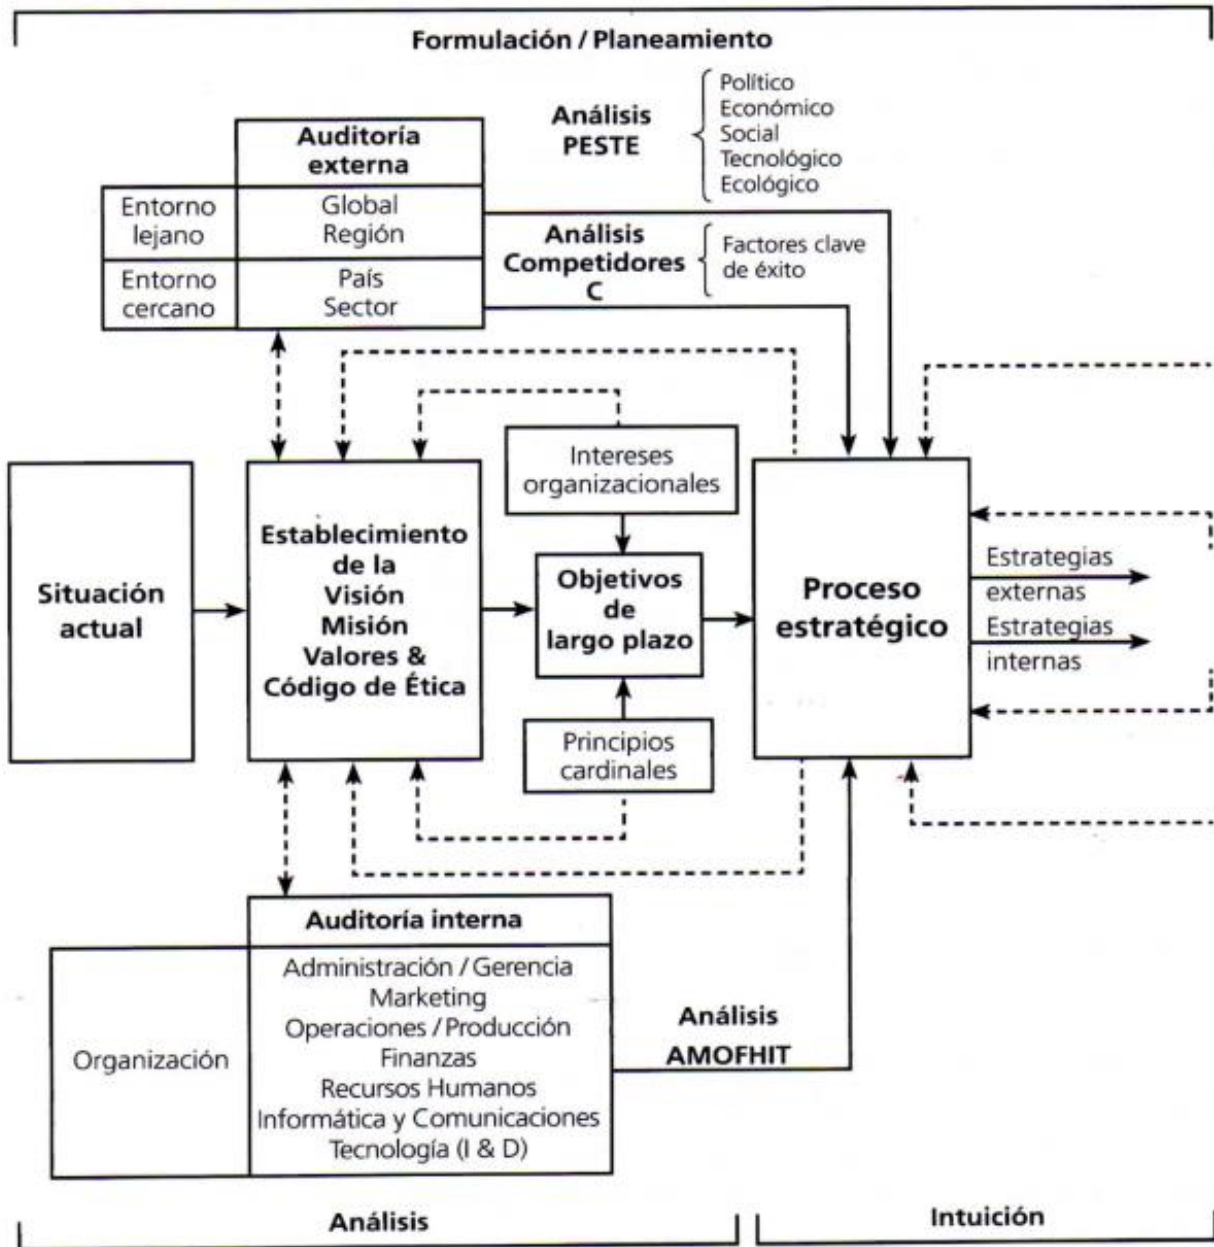 Formulación / Planeamiento
Análisis
PESTE
Político
Económico
Social
Tecnológico
Ecológico
Auditoría
externa
Entorno
lejano
Global
Región
Entorno
cercano
País
Sector
Análisis
Competidores
C
Factores clave
de éxito
Situación
actual
Establecimiento
de la
Visión
Misión
Valores &
Código de Ética
Intereses
organizacionales
Objetivos
de
largo plazo
Principios
cardinales
Proceso
estratégico
Estrategias
externas
Estrategias
internas
Auditoría interna
Organización
Administración / Gerencia
Marketing
Operaciones / Producción
Finanzas
Recursos Humanos
Informática y Comunicaciones
Tecnología (I & D)
Análisis
AMOFHIT
Análisis
Intuición